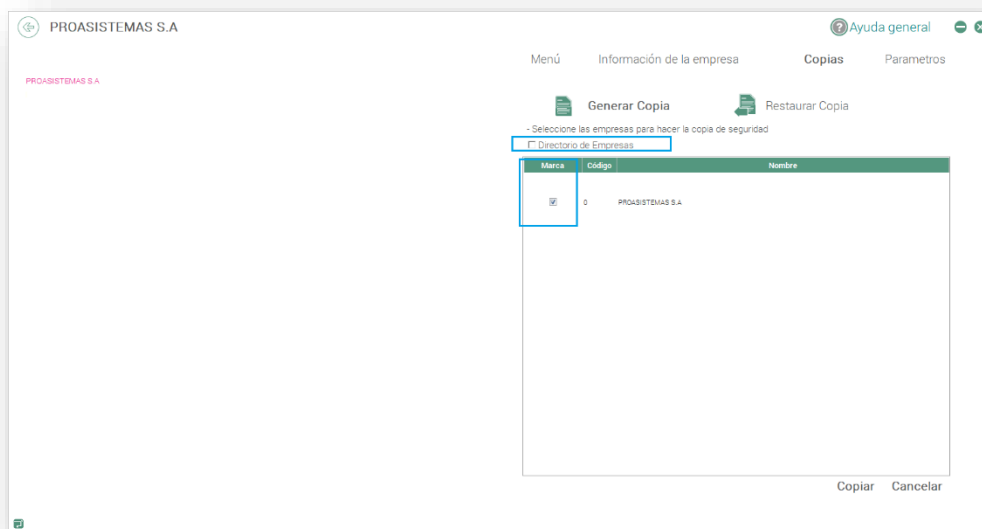 PROASISTEMAS S.A
Ayuda general
Menú Información de la empresa Copias Parametros
PROASISTEMAS S.A
Generar Copia Restaurar Copia
- Seleccione las empresas para hacer la copia de seguridad
Directorio de Empresas
Marca Código Nombre
0 PROASISTEMAS S.A
Copiar Cancelar